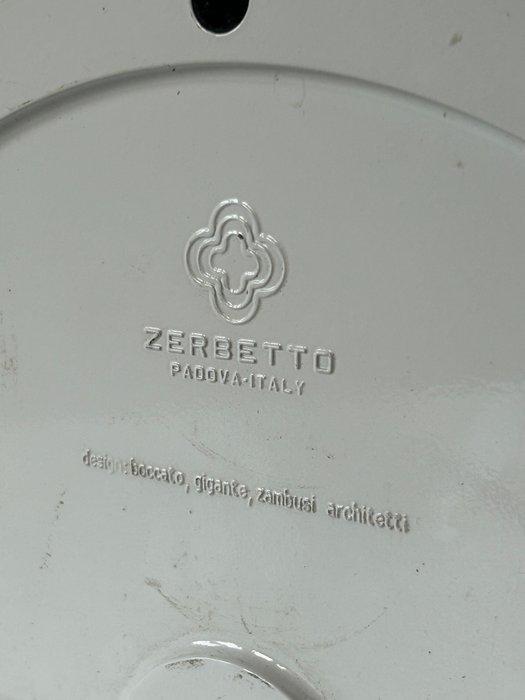 ZERBETTO
PADOVA-ITALY
design: boccato, gigante, zambusi architetti